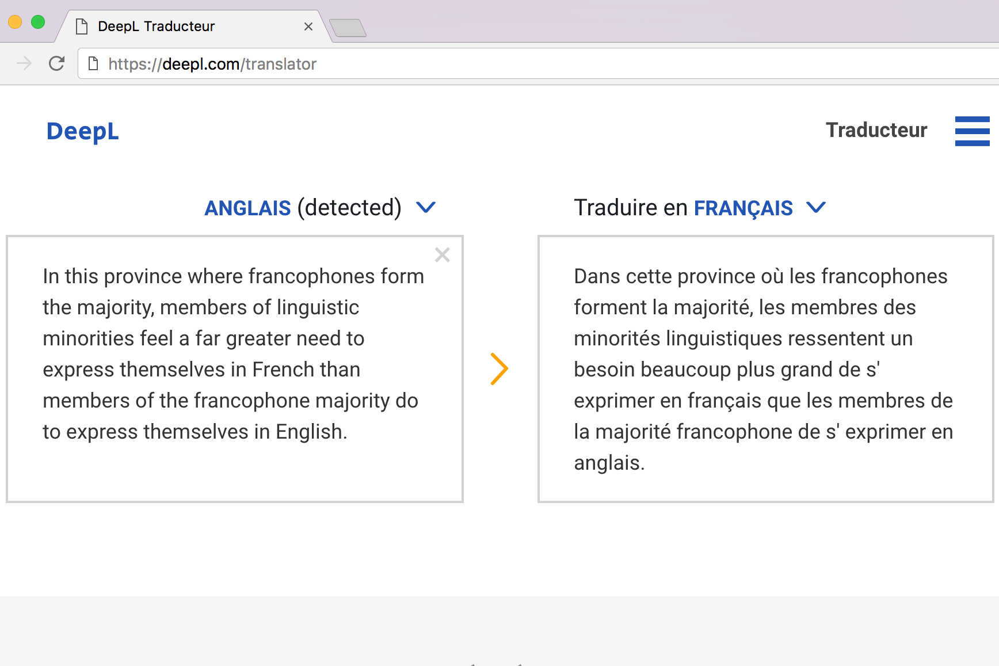 DeepL Traducteur
https://deepl.com/translator
DeepL
Traducteur
ANGLAIS (detected)
Traduire en FRANÇAIS
In this province where francophones form
the majority, members of linguistic
minorities feel a far greater need to
express themselves in French than
members of the francophone majority do
to express themselves in English.
Dans cette province où les francophones
forment la majorité, les membres des
minorités linguistiques ressentent un
besoin beaucoup plus grand de s'
exprimer en français que les membres de
la majorité francophone de s' exprimer en
anglais.